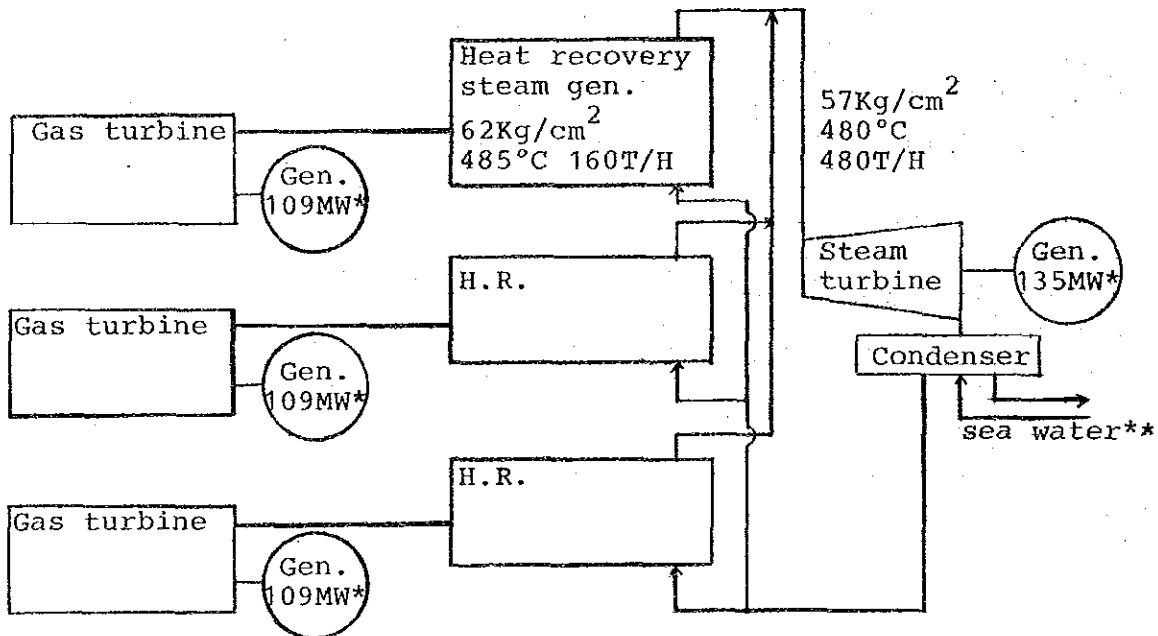 Heat recovery
steam gen.
62Kg/cm²
485°C 160T/H
57Kg/cm²
480°C
480T/H
Gas turbine
Gen.
109MW*
Steam
turbine
Gen.
135MW*
H.R.
Gas turbine
Gen.
109MW*
Condenser
sea water**
H.R.
Gas turbine
Gen.
109MW*